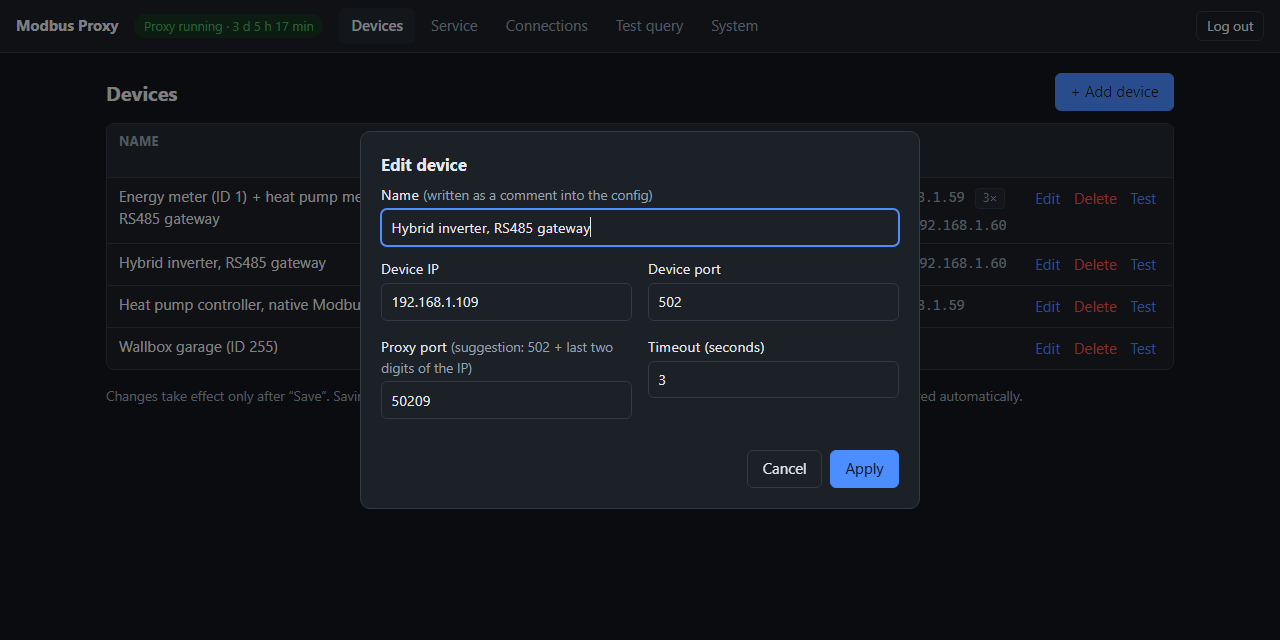 Modbus Proxy Proxy running · 3 d 5 h 17 min Devices Service Connections Test query System Log out
Devices + Add device
NAME
Energy meter (ID 1) + heat pump me
RS485 gateway
.1.59 3× Edit Delete Test
92.168.1.60
Hybrid inverter, RS485 gateway 92.168.1.60 Edit Delete Test
Heat pump controller, native Modbu .1.59 Edit Delete Test
Wallbox garage (ID 255) Edit Delete Test
Changes take effect only after “Save”. Savin ed automatically.
Edit device
Name (written as a comment into the config)
Hybrid inverter, RS485 gateway
Device IP Device port
192.168.1.109 502
Proxy port (suggestion: 502 + last two
digits of the IP)
Timeout (seconds)
50209 3
Cancel Apply